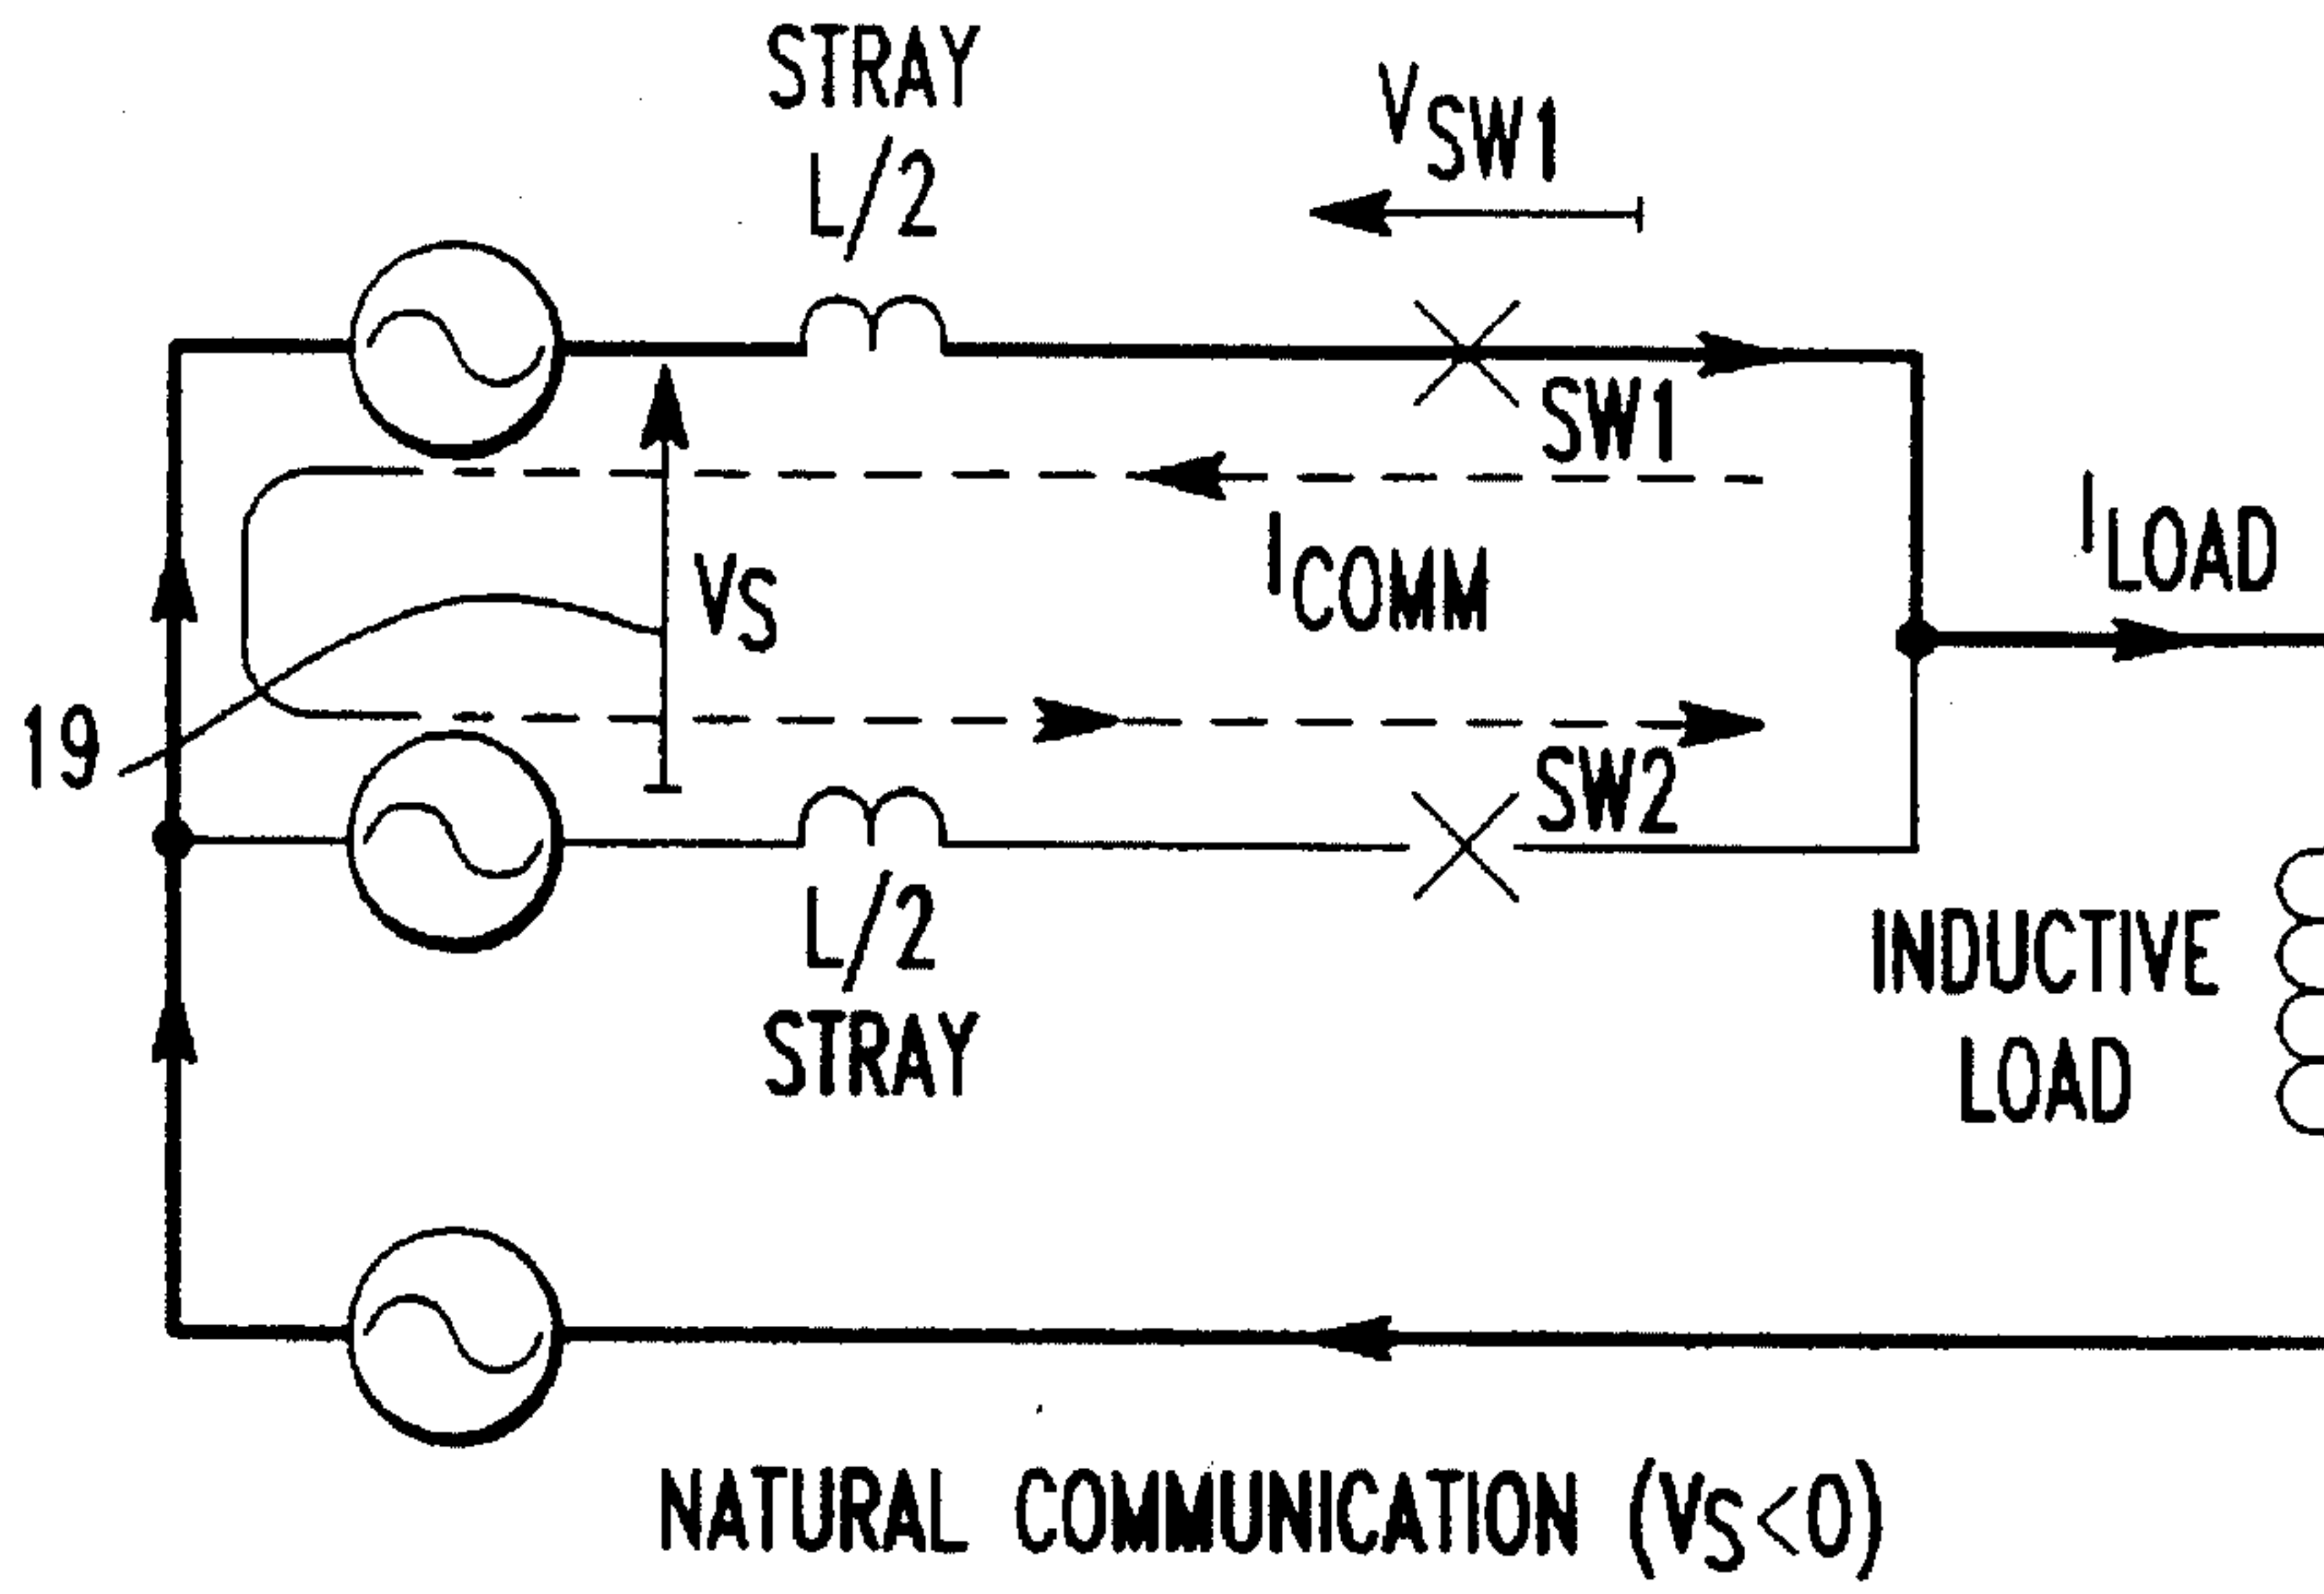 STRAY
L/2
VSW1
SW1
ICOMM
ILOAD
VS
19
SW2
L/2
STRAY
INDUCTIVE
LOAD
NATURAL COMMUNICATION (VS<0)